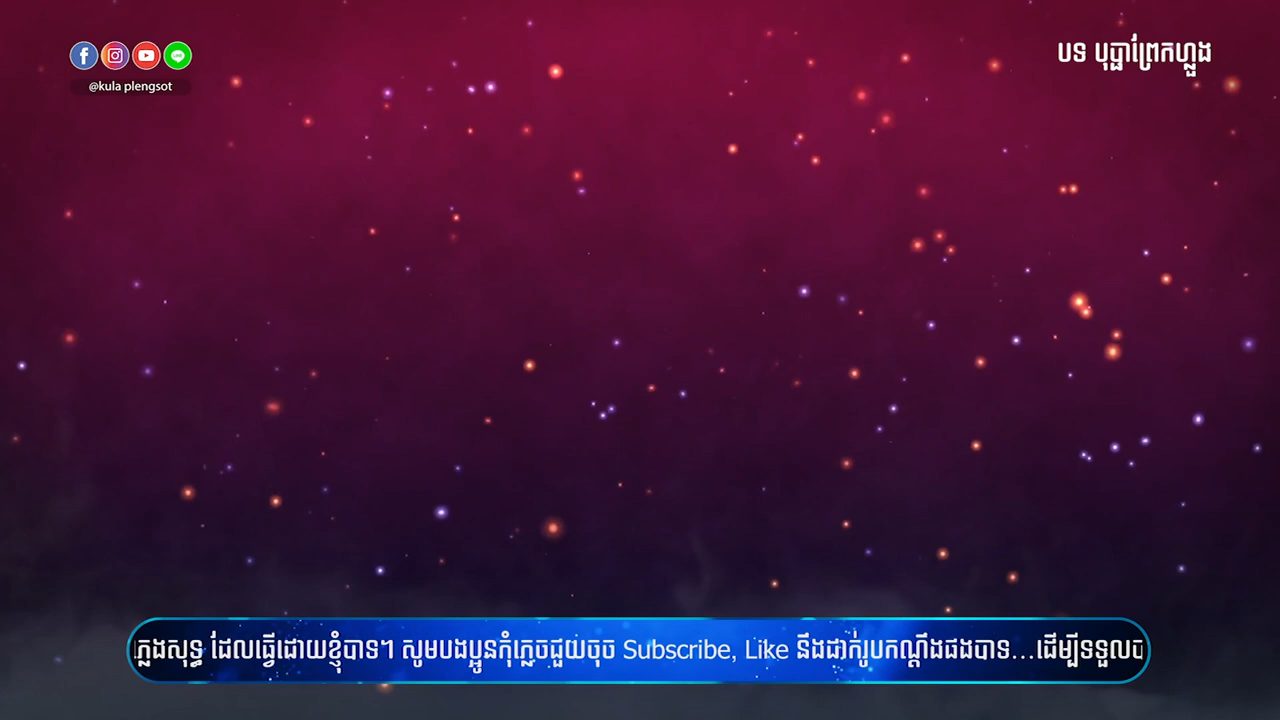 បទ បុប្ផាព្រែកហ្លួង
@kula plengsot
ភ្លេងសុទ្ធ ដែលធ្វើដោយខ្ញុំបាទ។ សូមបងប្អូនកុំភ្លេចជួយចុច Subscribe, Like នឹងដាក់រូបកណ្ដឹងផងបាទ...ដើម្បីទទួលប